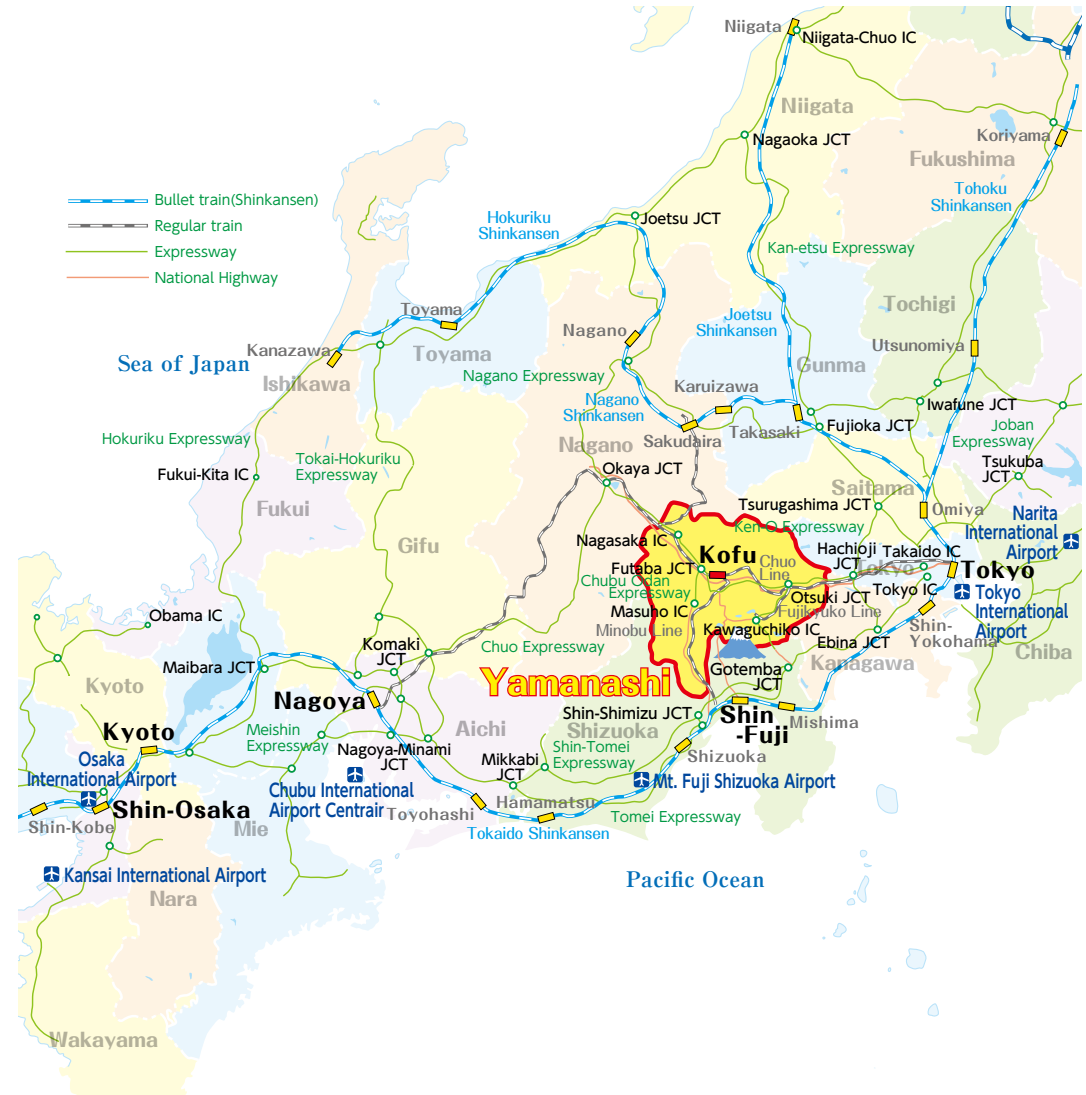 Niigata
Niigata-Chuo IC
Niigata
Nagaoka JCT
Koriyama
Fukushima
Tohoku
Shinkansen
Bullet train(Shinkansen)
Regular train
Expressway
National Highway
Hokuriku
Shinkansen
Joetsu JCT
Kan-etsu Expressway
Toyama
Joetsu
Shinkansen
Tochigi
Nagano
Utsunomiya
Kanazawa
Sea of Japan
Toyama
Ishikawa
Gunma
Nagano Expressway
Karuizawa
Nagano
Shinkansen
Iwafune JCT
Hokuriku Expressway
Nagano
Sakudaira
Takasaki
Fujioka JCT
Joban
Expressway
Tokai-Hokuriku
Expressway
Fukui-Kita IC
Okaya JCT
Tsukuba
JCT
Fukui
Saitama
Tsurugashima JCT
Omiya
Narita
International
Airport
Gifu
Ken-O Expressway
Nagasaka IC
Kofu
Chuo
Line
Hachioji
JCT
Takaido IC
Futaba JCT
Tokyo
Tokyo
Chubu Odan
Expressway
Otsuki JCT
Tokyo IC
Tokyo
International
Airport
Obama IC
Masuho IC
Fujikyuko Line
Minobu Line
Kawaguchiko IC
Shin-
Yokohama
Komaki
JCT
Chuo Expressway
Ebina JCT
Chiba
Maibara JCT
Kanagawa
Kyoto
Yamanashi
Gotemba
JCT
Nagoya
Shin-Shimizu JCT
Shin
-Fuji
Mishima
Kyoto
Meishin
Expressway
Aichi
Shizuoka
Nagoya-Minami
JCT
Shin-Tomei
Expressway
Shizuoka
Osaka
International Airport
Mikkabi
JCT
Mt. Fuji Shizuoka Airport
Chubu International
Airport Centrair
Shin-Osaka
Toyohashi
Hamamatsu
Tomei Expressway
Shin-Kobe
Mie
Tokaido Shinkansen
Kansai International Airport
Pacific Ocean
Nara
Wakayama